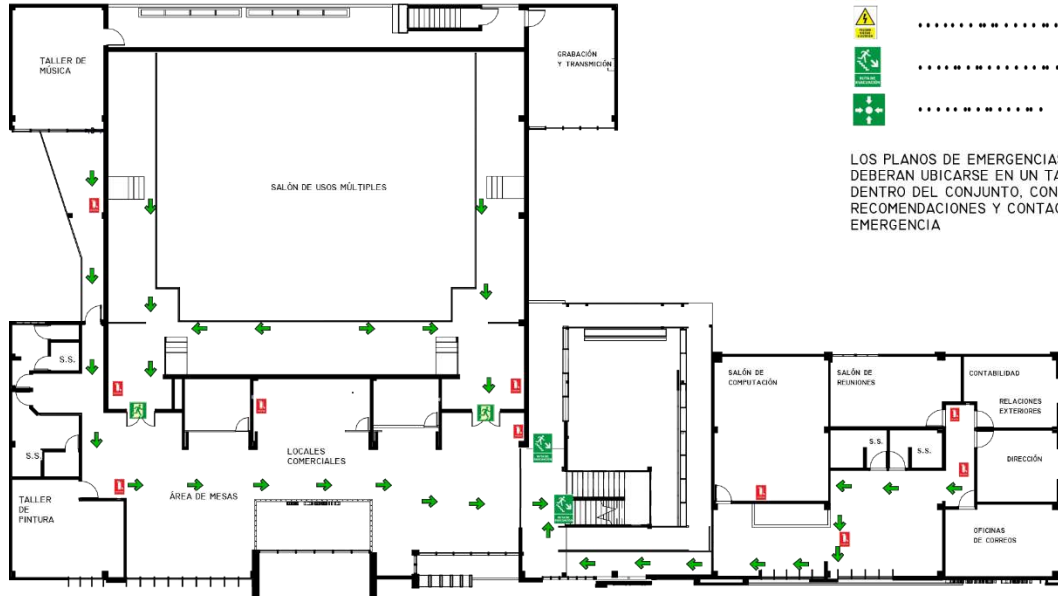 TALLER DE
MÚSICA
GRABACIÓN
Y TRANSMICIÓN
SALÓN DE USOS MÚLTIPLES
LOS PLANOS DE EMERGENCIAS
DEBERAN UBICARSE EN UN TA
DENTRO DEL CONJUNTO, CON
RECOMENDACIONES Y CONTAC
EMERGENCIA
S.S.
S.S.
TALLER
DE
PINTURA
LOCALES
COMERCIALES
ÁREA DE MESAS
SALÓN DE
COMPUTACIÓN
SALÓN DE
REUNIONES
CONTABILIDAD
RELACIONES
EXTERIORES
S.S.
S.S.
DIRECCIÓN
OFICINAS
DE CORREOS